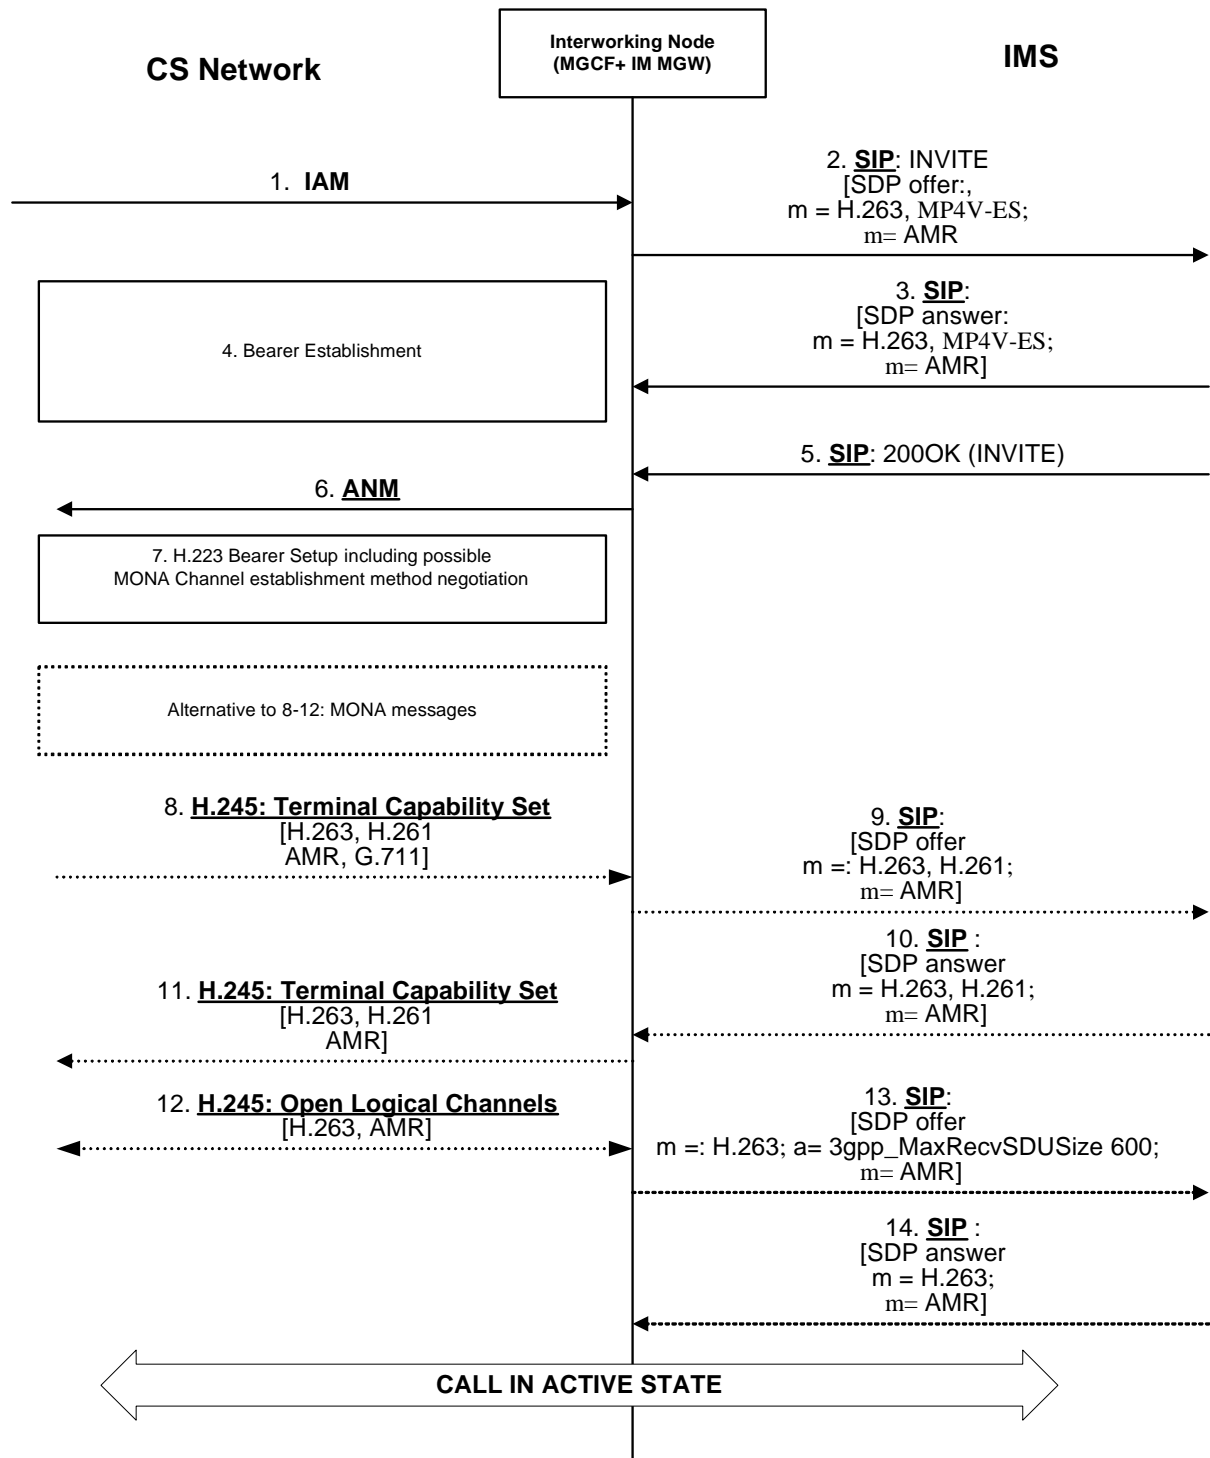 CS Network
Interworking Node
(MGCF+ IM MGW)
IMS
1. IAM
2. SIP: INVITE
[SDP offer:,
m = H.263, MP4V-ES;
m= AMR
3. SIP:
[SDP answer:
m = H.263, MP4V-ES;
m= AMR]
4. Bearer Establishment
5. SIP: 200OK (INVITE)
6. ANM
7. H.223 Bearer Setup including possible
MONA Channel establishment method negotiation
Alternative to 8-12: MONA messages
8. H.245: Terminal Capability Set
[H.263, H.261
AMR, G.711]
9. SIP:
[SDP offer
m =: H.263, H.261;
m= AMR]
10. SIP :
[SDP answer
m = H.263, H.261;
m= AMR]
11. H.245: Terminal Capability Set
[H.263, H.261
AMR]
12. H.245: Open Logical Channels
[H.263, AMR]
13. SIP:
[SDP offer
m =: H.263; a= 3gpp_MaxRecvSDUSize 600;
m= AMR]
14. SIP :
[SDP answer
m = H.263;
m= AMR]
CALL IN ACTIVE STATE